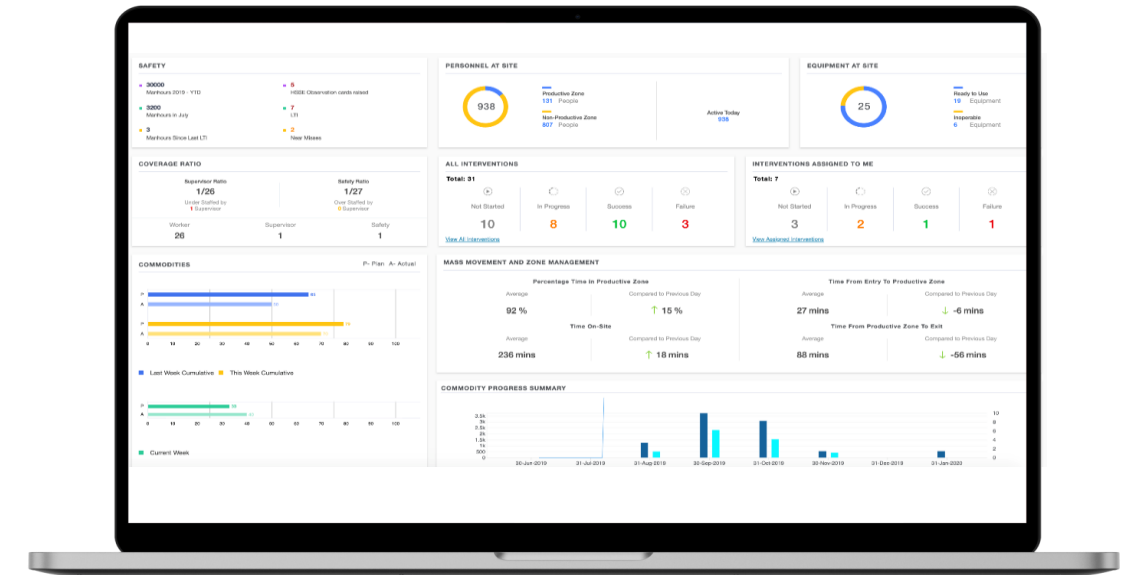 SAFETY
30000
Manhours 2019 - YTD
5
HSSE Observation cards raised
3200
Manhours in July
7
LTI
3
Manhours Since Last LTI
2
Near Misses
PERSONNEL AT SITE
938
Productive Zone
131 People
Non-Productive Zone
807 People
Active Today
938
EQUIPMENT AT SITE
25
Ready to Use
19 Equipment
Inoperable
6 Equipment
COVERAGE RATIO
Supervisor Ratio
1/26
Under Staffed by
1 Supervisor
Safety Ratio
1/27
Over Staffed by
Supervisor
Worker Supervisor Safety
26 1 1
ALL INTERVENTIONS
Total: 31
Not Started In Progress Success Failure
10 8 10 3
View All Interventions
INTERVENTIONS ASSIGNED TO ME
Total: 7
Not Started In Progress Success Failure
3 2 1 1
View Assigned Interventions
COMMODITIES P- Plan A- Actual
P
A
P
A
0 10 20 30 40 50 60 70 80 90 100
Last Week Cumulative This Week Cumulative
P
A
0 10 20 30 40 50 60 70 80 90 100
Current Week
MASS MOVEMENT AND ZONE MANAGEMENT
Percentage Time in Productive Zone
Average Compared to Previous Day
92 % ↑ 15 %
Time On-Site
Average Compared to Previous Day
236 mins ↑ 18 mins
Time From Entry To Productive Zone
Average Compared to Previous Day
27 mins ↓ -6 mins
Time From Productive Zone To Exit
Average Compared to Previous Day
88 mins ↓ -56 mins
COMMODITY PROGRESS SUMMARY
3.5k
3k
2.5k
2k
1.5k
1k
500
0
10
8
6
4
2
0
30-Jun-2019 31-Jul-2019 31-Aug-2019 30-Sep-2019 31-Oct-2019 30-Nov-2019 31-Dec-2019 31-Jan-2020